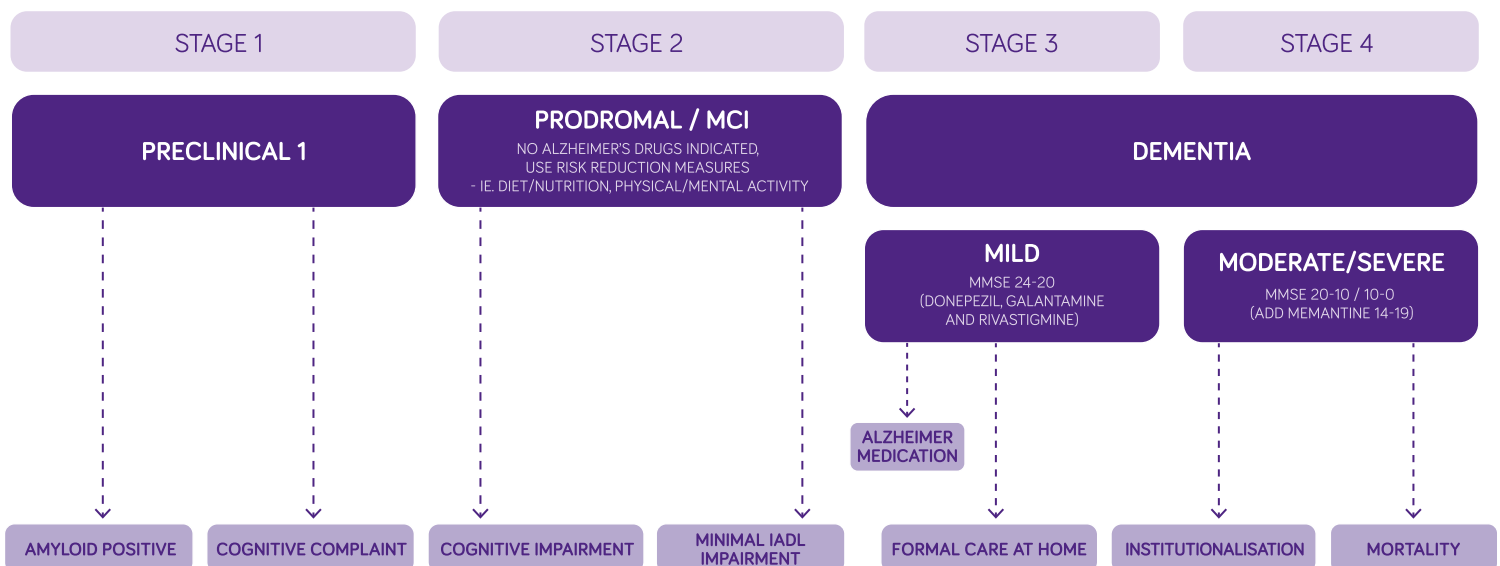 STAGE 1
STAGE 2
STAGE 3
STAGE 4
PRECLINICAL 1
PRODROMAL / MCI
NO ALZHEIMER'S DRUGS INDICATED,
USE RISK REDUCTION MEASURES
- IE. DIET/NUTRITION, PHYSICAL/MENTAL ACTIVITY
DEMENTIA
MILD
MMSE 24-20
(DONEPEZIL, GALANTAMINE
AND RIVASTIGMINE)
MODERATE/SEVERE
MMSE 20-10 / 10-0
(ADD MEMANTINE 14-19)
ALZHEIMER
MEDICATION
AMYLOID POSITIVE
COGNITIVE COMPLAINT
COGNITIVE IMPAIRMENT
MINIMAL IADL
IMPAIRMENT
FORMAL CARE AT HOME
INSTITUTIONALISATION
MORTALITY